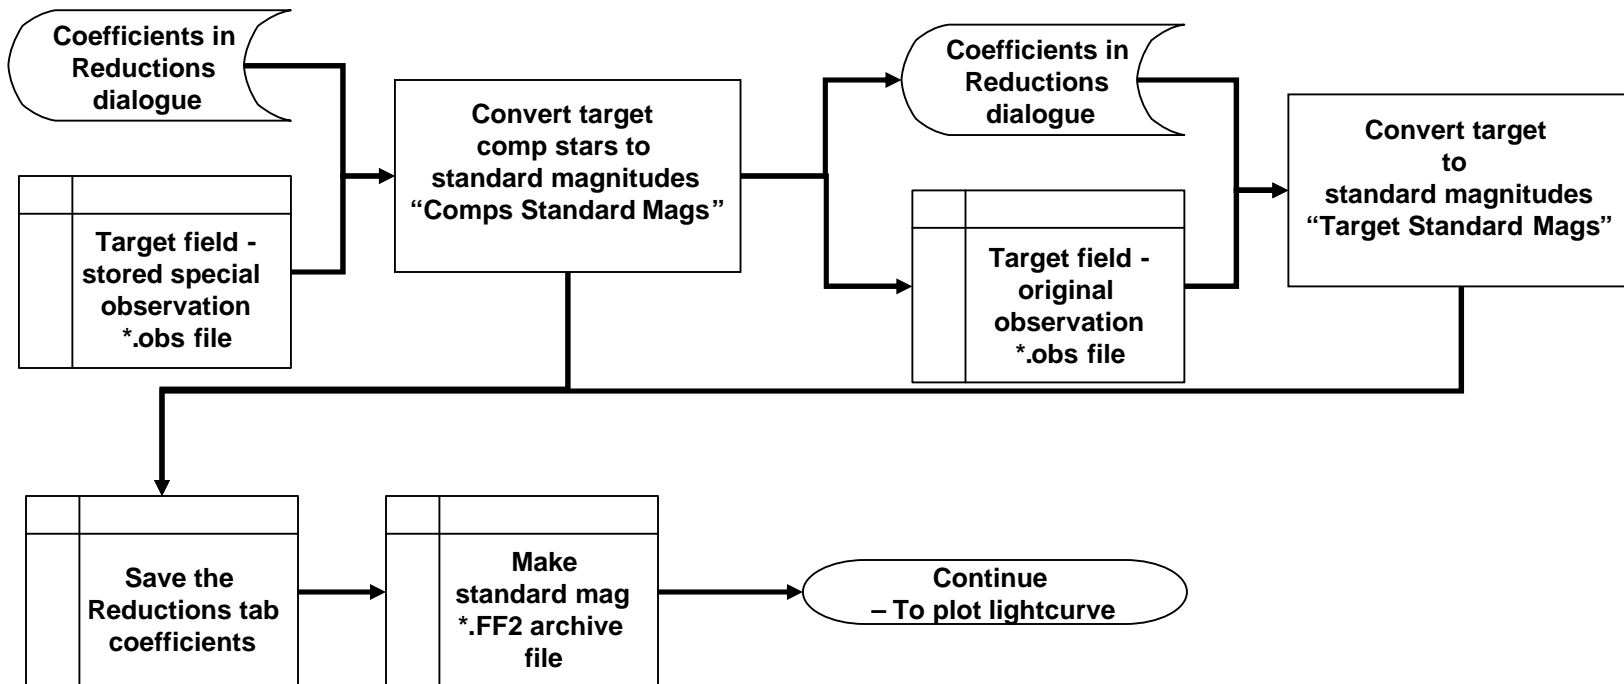 Coefficients in
Reductions
dialogue
Target field -
stored special
observation
*.obs file
Convert target
comp stars to
standard magnitudes
“Comps Standard Mags”
Coefficients in
Reductions
dialogue
Target field -
original
observation
*.obs file
Convert target
to
standard magnitudes
“Target Standard Mags”
Save the
Reductions tab
coefficients
Make
standard mag
*.FF2 archive
file
Continue
– To plot lightcurve